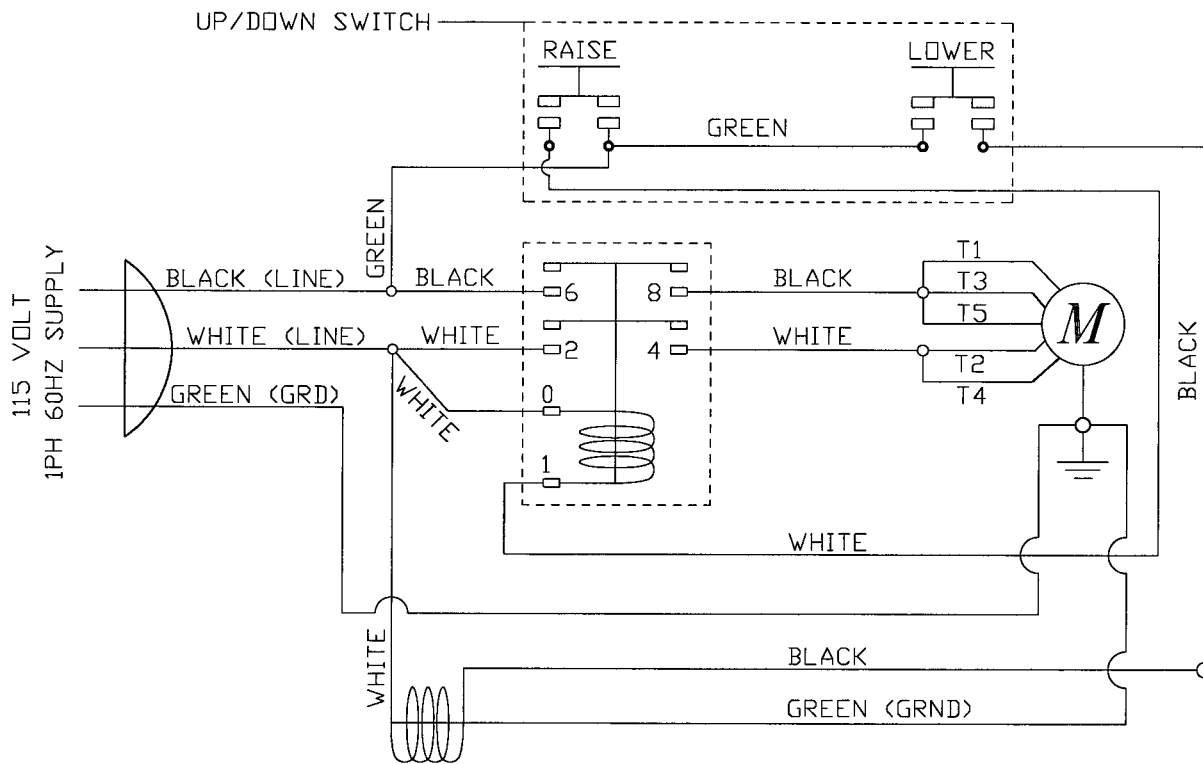 UP/DOWN SWITCH
RAISE
LOWER
GREEN
GREEN
115 VOLT
1PH 60HZ SUPPLY
BLACK (LINE)
BLACK
6
8
BLACK
T1
T3
T5
M
WHITE (LINE)
WHITE
2
4
WHITE
T2
T4
BLACK
GREEN (GRD)
WHITE
0
1
WHITE
WHITE
BLACK
GREEN (GRND)